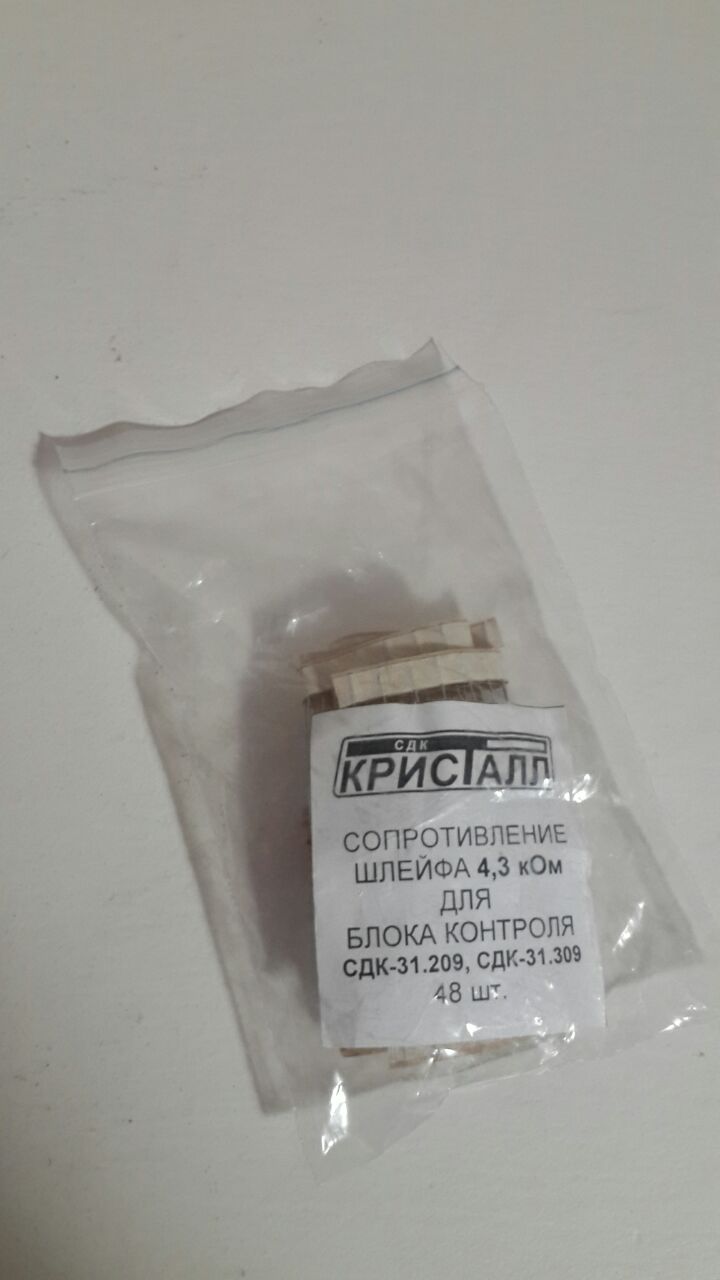 СДК
КРИСТАЛЛ
СОПРОТИВЛЕНИЕ
ШЛЕЙФА 4,3 кОм
ДЛЯ
БЛОКА КОНТРОЛЯ
СДК-31.209, СДК-31.309
48 шт.